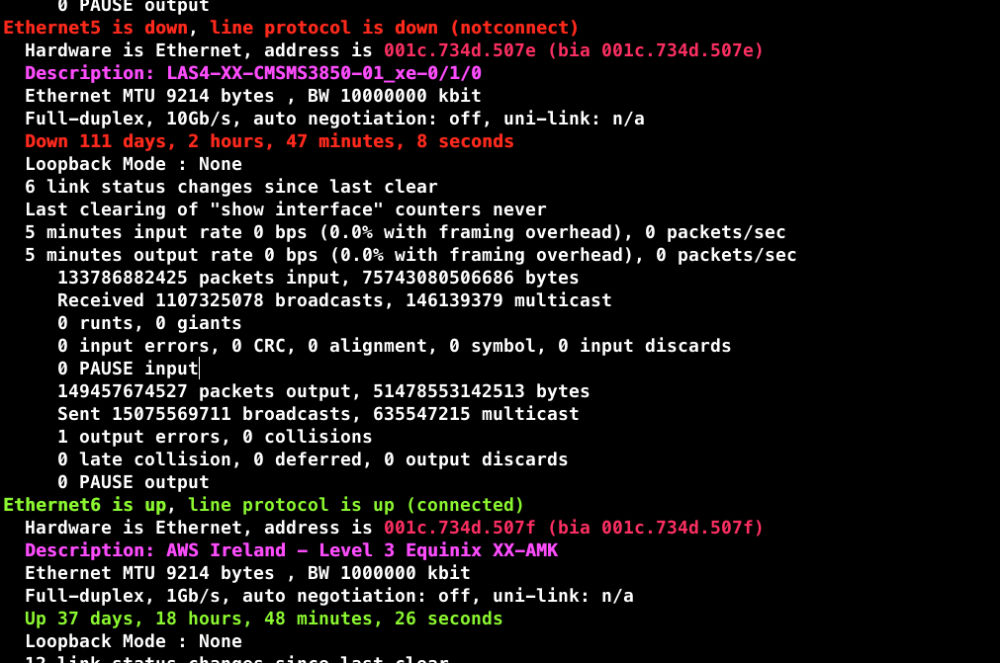 0 PAUSE output
Ethernet5 is down, line protocol is down (notconnect)
Hardware is Ethernet, address is 001c.734d.507e (bia 001c.734d.507e)
Description: LAS4-XX-CMSMS3850-01_xe-0/1/0
Ethernet MTU 9214 bytes , BW 10000000 kbit
Full-duplex, 10Gb/s, auto negotiation: off, uni-link: n/a
Down 111 days, 2 hours, 47 minutes, 8 seconds
Loopback Mode : None
6 link status changes since last clear
Last clearing of "show interface" counters never
5 minutes input rate 0 bps (0.0% with framing overhead), 0 packets/sec
5 minutes output rate 0 bps (0.0% with framing overhead), 0 packets/sec
133786882425 packets input, 75743080506686 bytes
Received 1107325078 broadcasts, 146139379 multicast
0 runts, 0 giants
0 input errors, 0 CRC, 0 alignment, 0 symbol, 0 input discards
0 PAUSE input
149457674527 packets output, 51478553142513 bytes
Sent 15075569711 broadcasts, 635547215 multicast
1 output errors, 0 collisions
0 late collision, 0 deferred, 0 output discards
0 PAUSE output
Ethernet6 is up, line protocol is up (connected)
Hardware is Ethernet, address is 001c.734d.507f (bia 001c.734d.507f)
Description: AWS Ireland - Level 3 Equinix XX-AMK
Ethernet MTU 9214 bytes , BW 1000000 kbit
Full-duplex, 1Gb/s, auto negotiation: off, uni-link: n/a
Up 37 days, 18 hours, 48 minutes, 26 seconds
Loopback Mode : None
12 link status changes since last clear